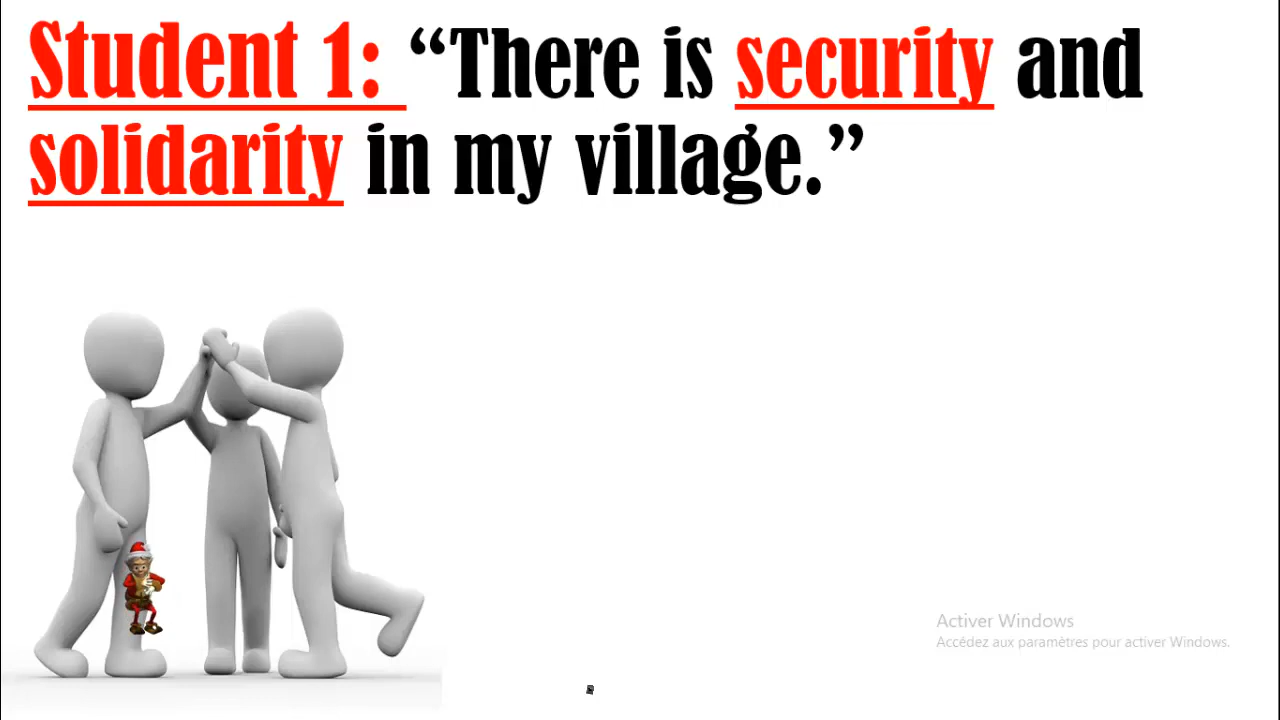 Student 1: “There is security and
solidarity in my village.”
Activer Windows
Accédez aux paramètres pour activer Windows.